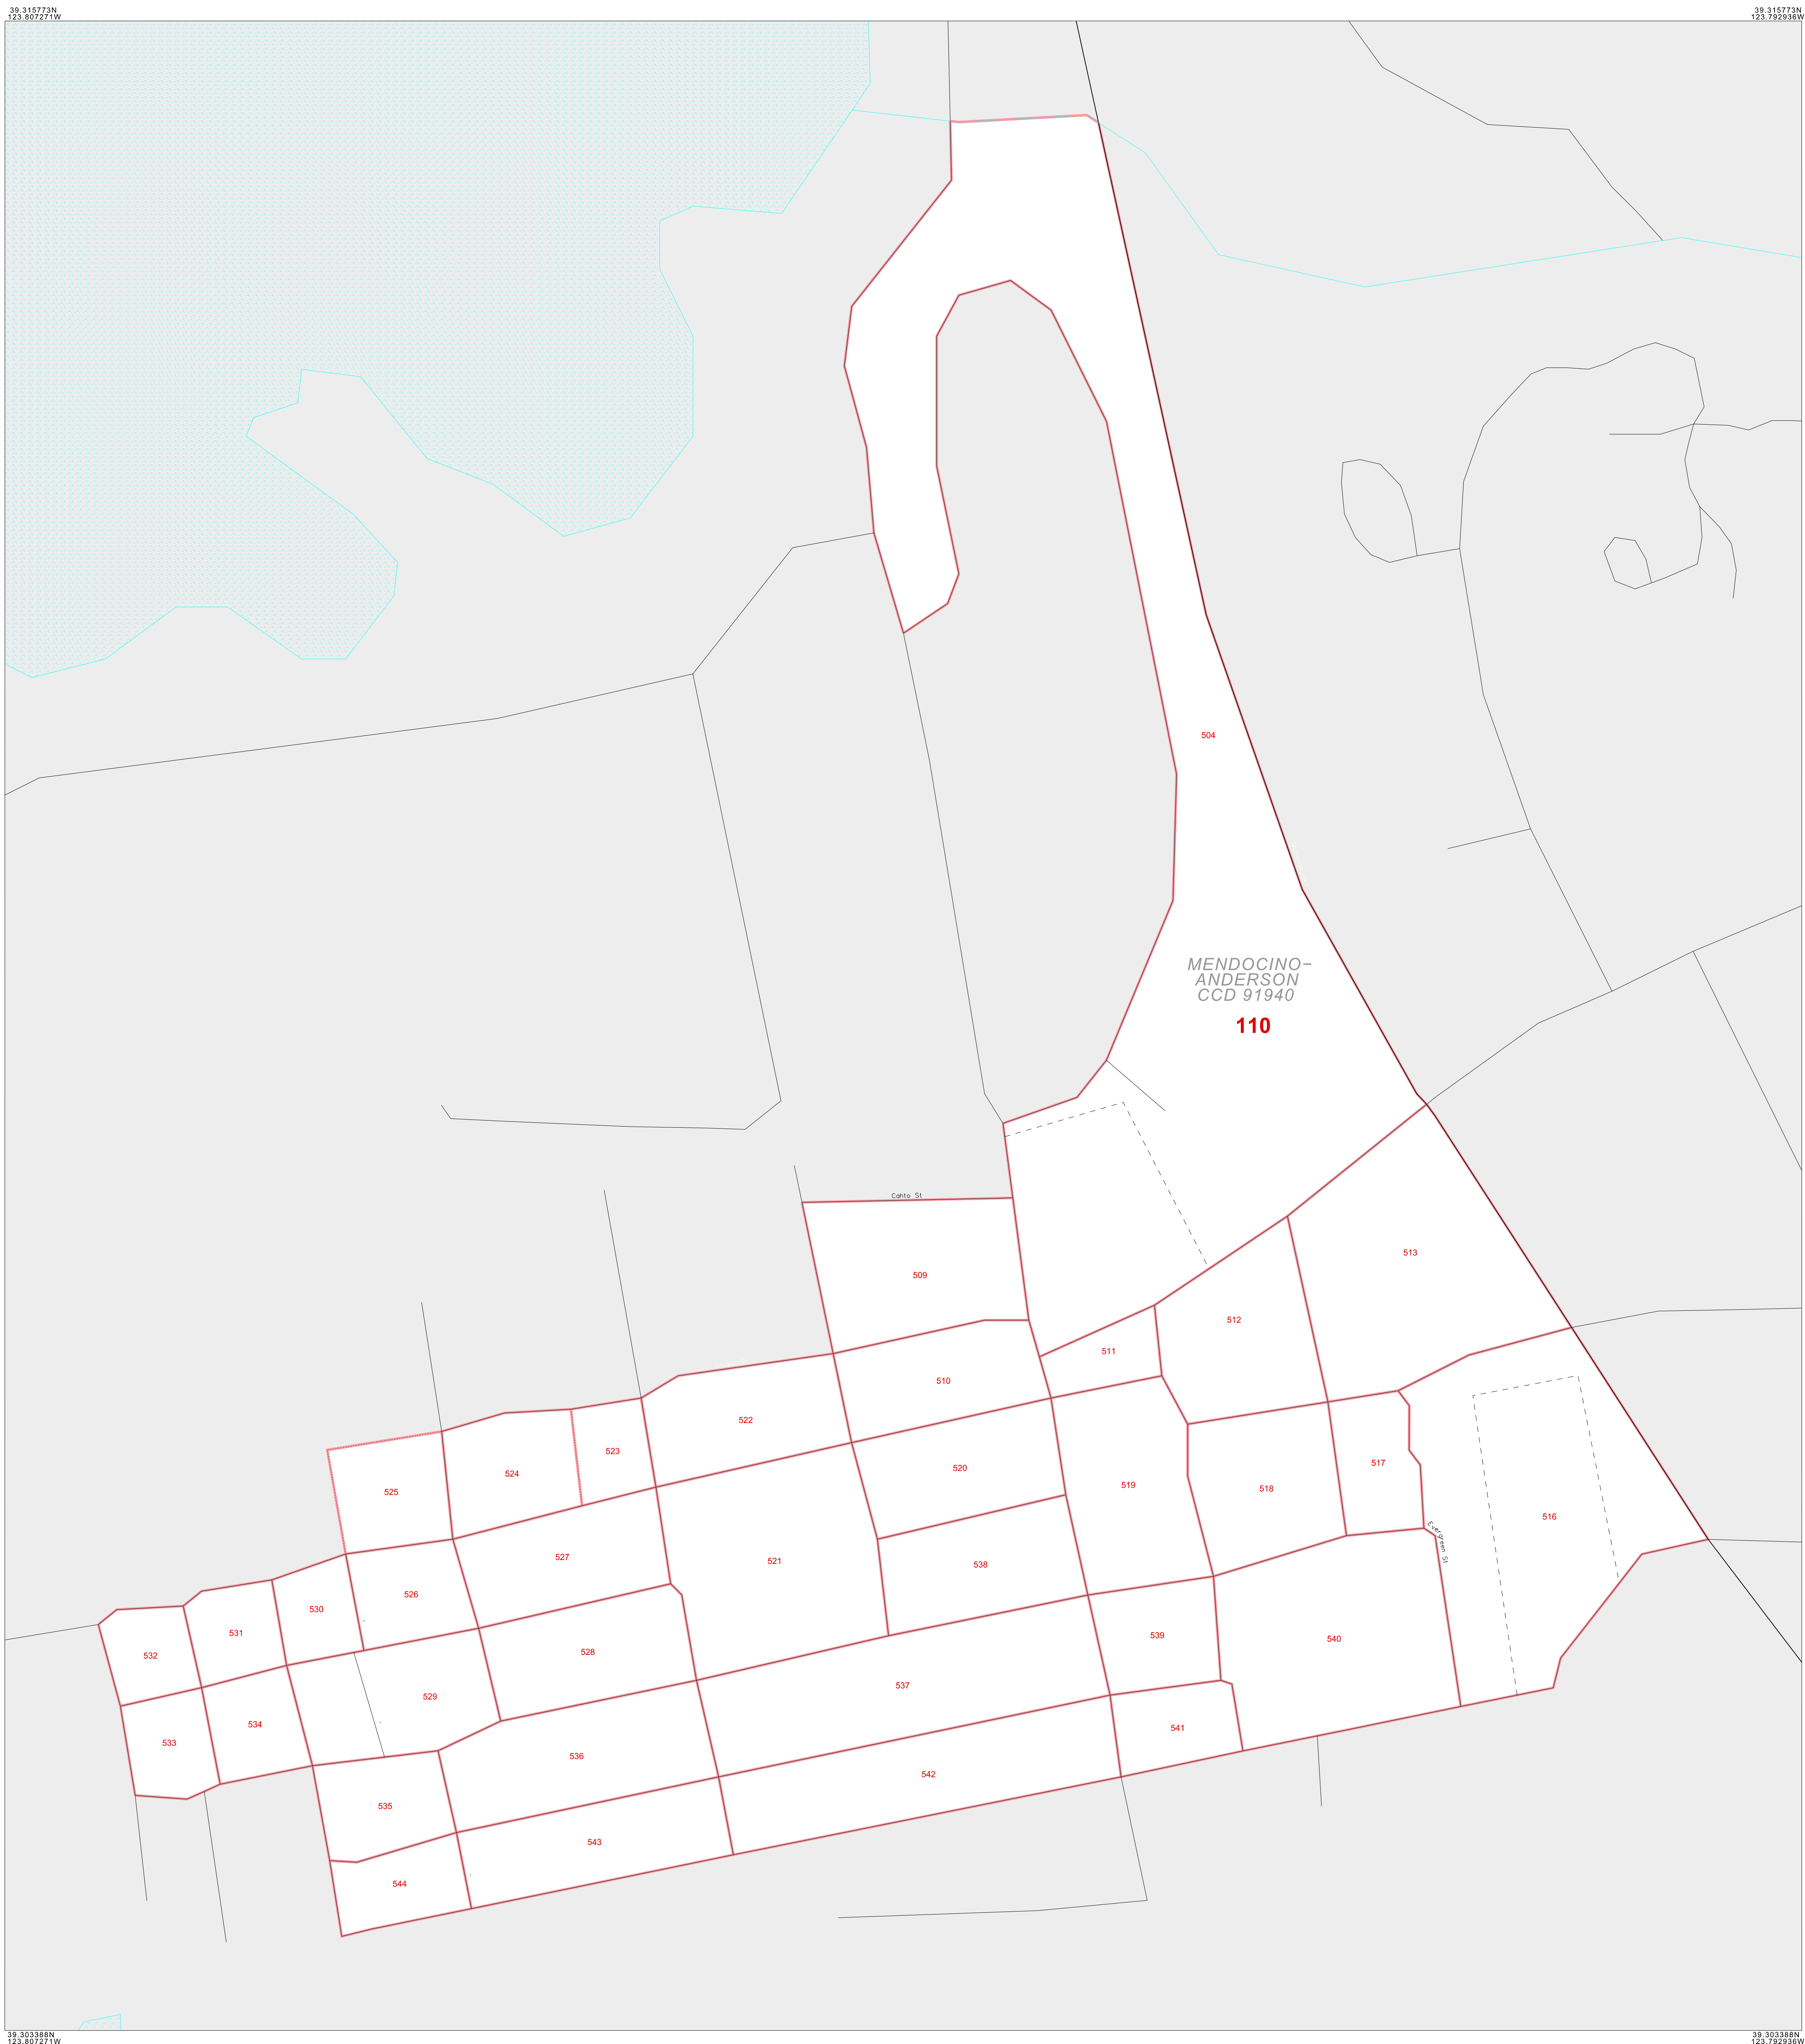 39.315773N
123.807271W
39.315773N
123.792936W
504
MENDOCINO-
ANDERSON
CCD 91940
110
Cahto St
513
509
512
511
510
522
523
517
520
524
519
518
525
516
Evergreen St
527
521
538
526
530
531
539
540
528
532
537
529
534
541
533
536
542
535
543
544
39.303388N
123.807271W
39.303388N
123.792936W